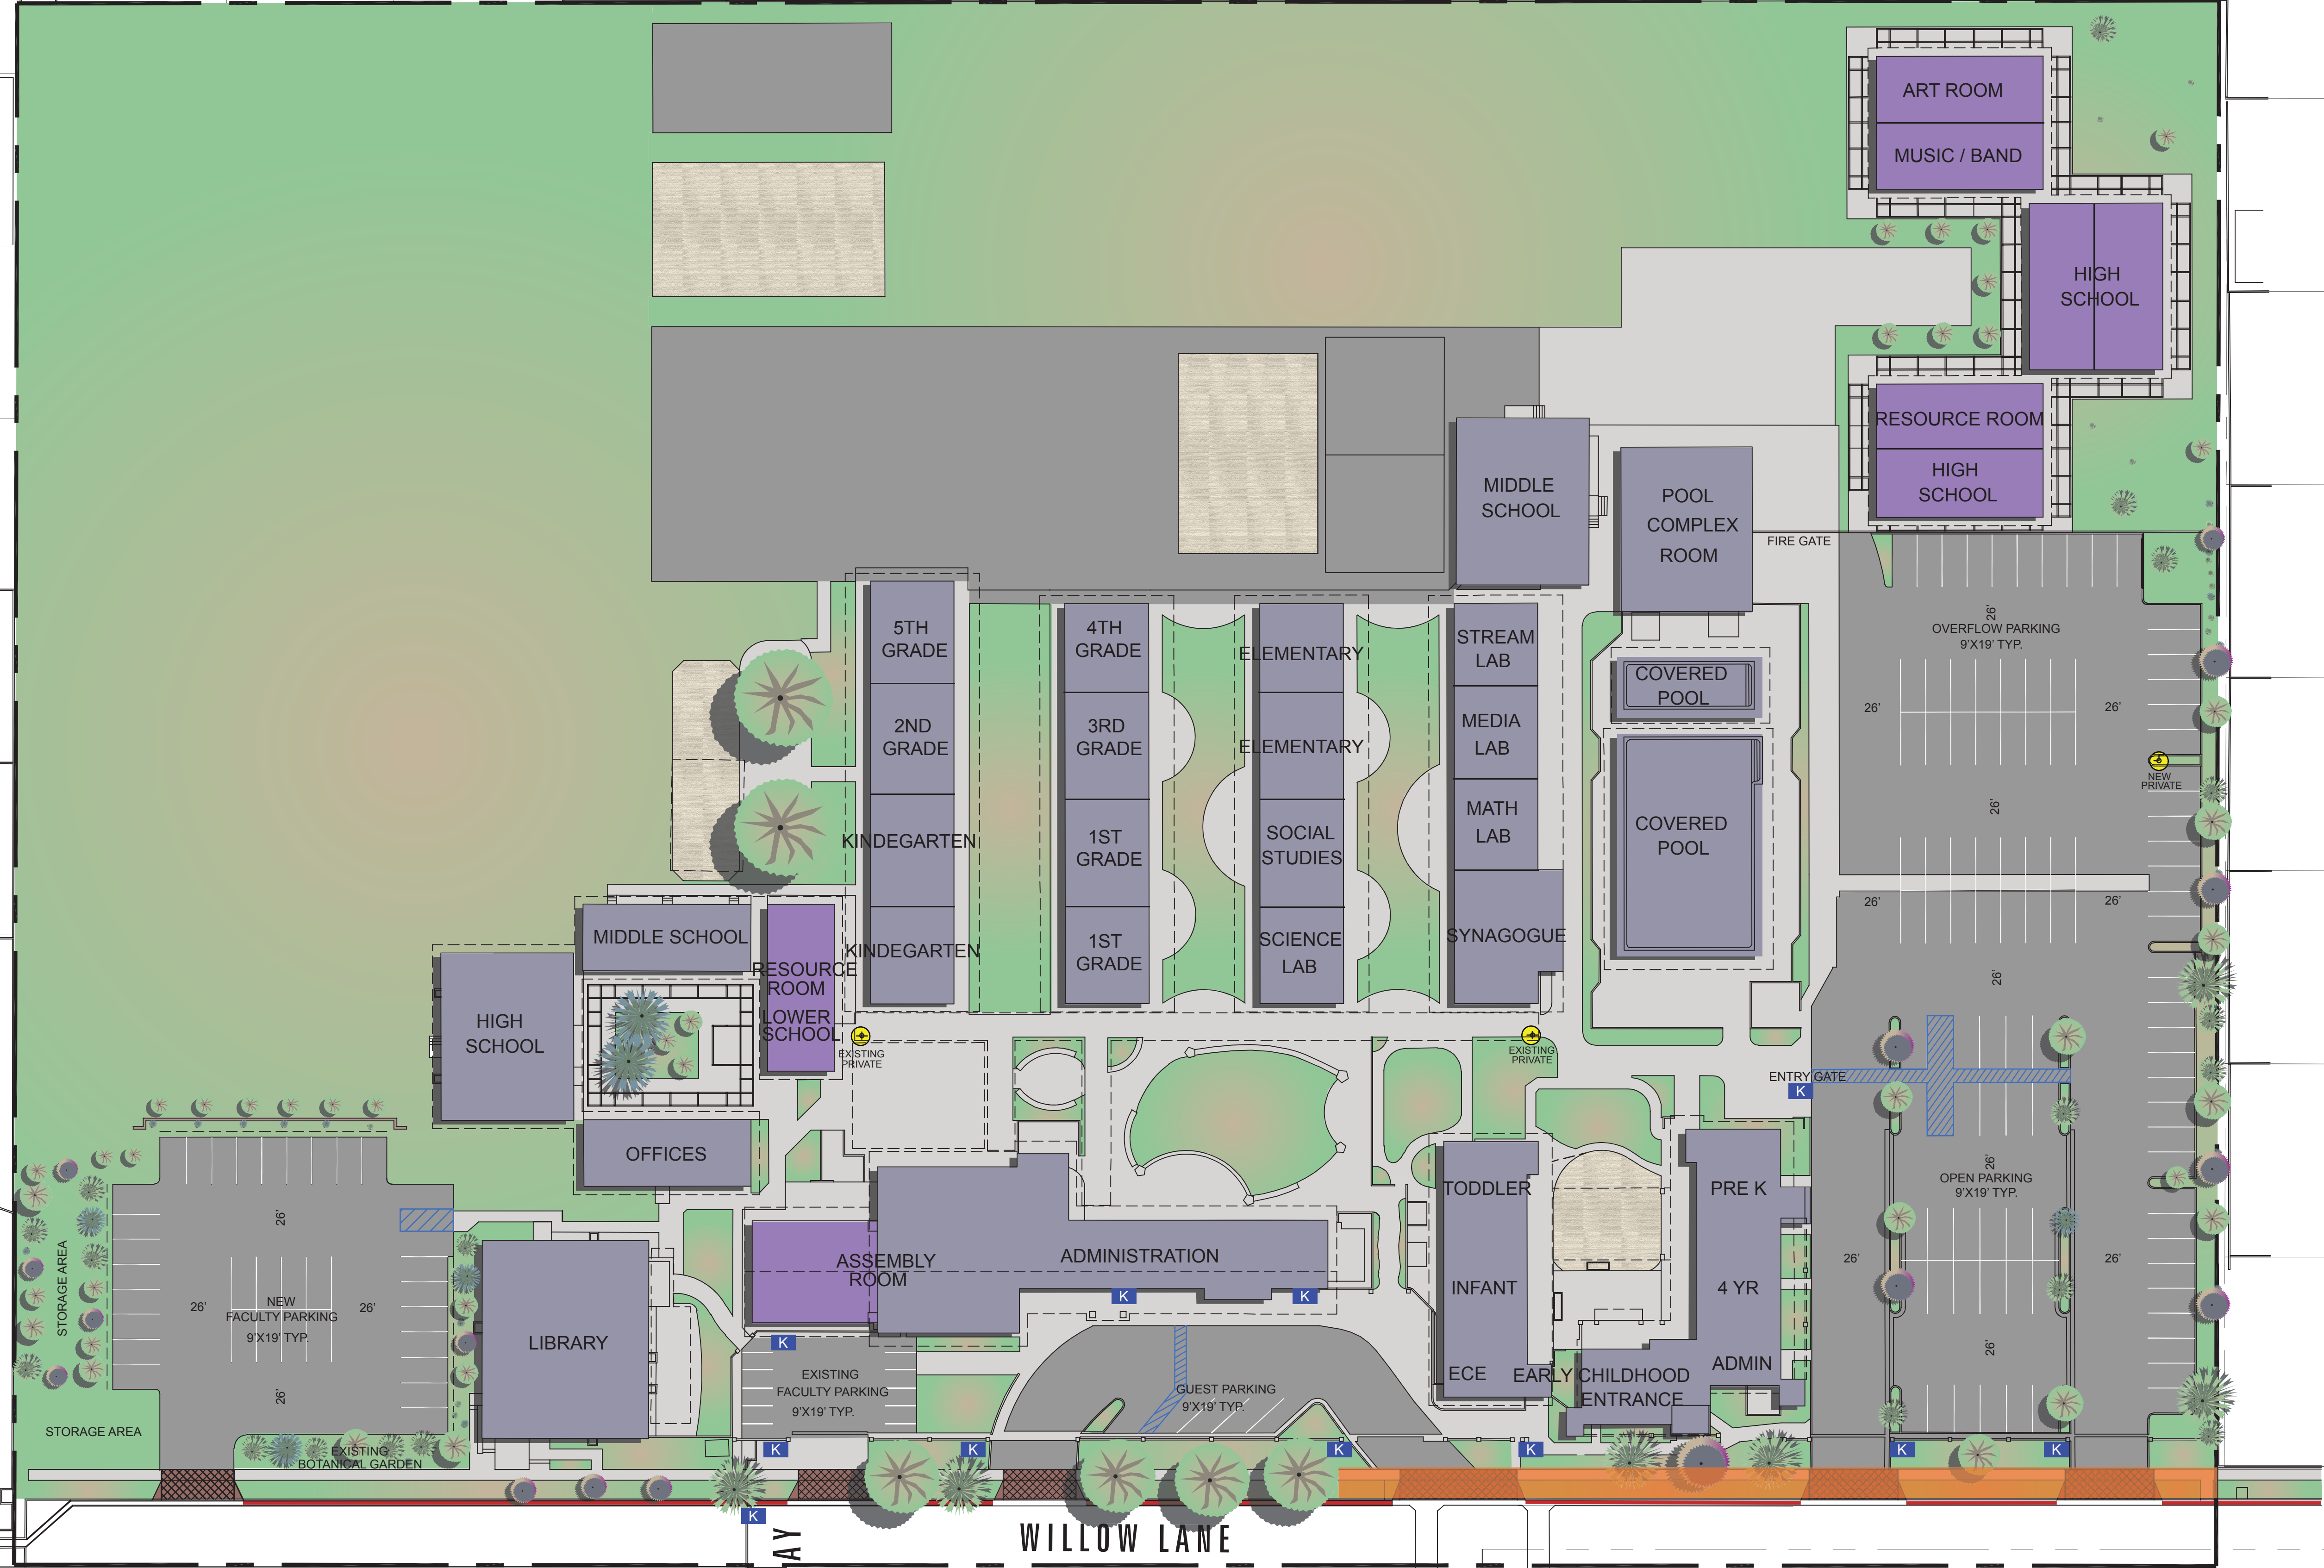 ART ROOM
MUSIC / BAND
HIGH
SCHOOL
RESOURCE ROOM
HIGH
SCHOOL
MIDDLE
SCHOOL
POOL
COMPLEX
ROOM
FIRE GATE
5TH
GRADE
2ND
GRADE
KINDEGARTEN
KINDEGARTEN
4TH
GRADE
3RD
GRADE
1ST
GRADE
1ST
GRADE
ELEMENTARY
ELEMENTARY
SOCIAL
STUDIES
SCIENCE
LAB
STREAM
LAB
MEDIA
LAB
MATH
LAB
SYNAGOGUE
COVERED
POOL
COVERED
POOL
26'
OVERFLOW PARKING
9'X19' TYP.
26'
26'
26'
NEW
PRIVATE
26'
26'
26'
MIDDLE SCHOOL
HIGH
SCHOOL
OFFICES
RESOURCE
ROOM
LOWER
SCHOOL
EXISTING
PRIVATE
EXISTING
PRIVATE
ENTRY GATE
K
26'
OPEN PARKING
9'X19' TYP.
26'
26'
26'
ASSEMBLY
ROOM
ADMINISTRATION
K
K
TODDLER
INFANT
ECE
PRE K
4 YR
ADMIN
EARLY CHILDHOOD
ENTRANCE
STORAGE AREA
STORAGE AREA
26'
26'
26'
26'
NEW
FACULTY PARKING
9'X19' TYP.
LIBRARY
K
EXISTING
FACULTY PARKING
9'X19' TYP.
GUEST PARKING
9'X19' TYP.
EXISTING
BOTANICAL GARDEN
K
K
K
K
K
K
K
AY
WILLOW LANE